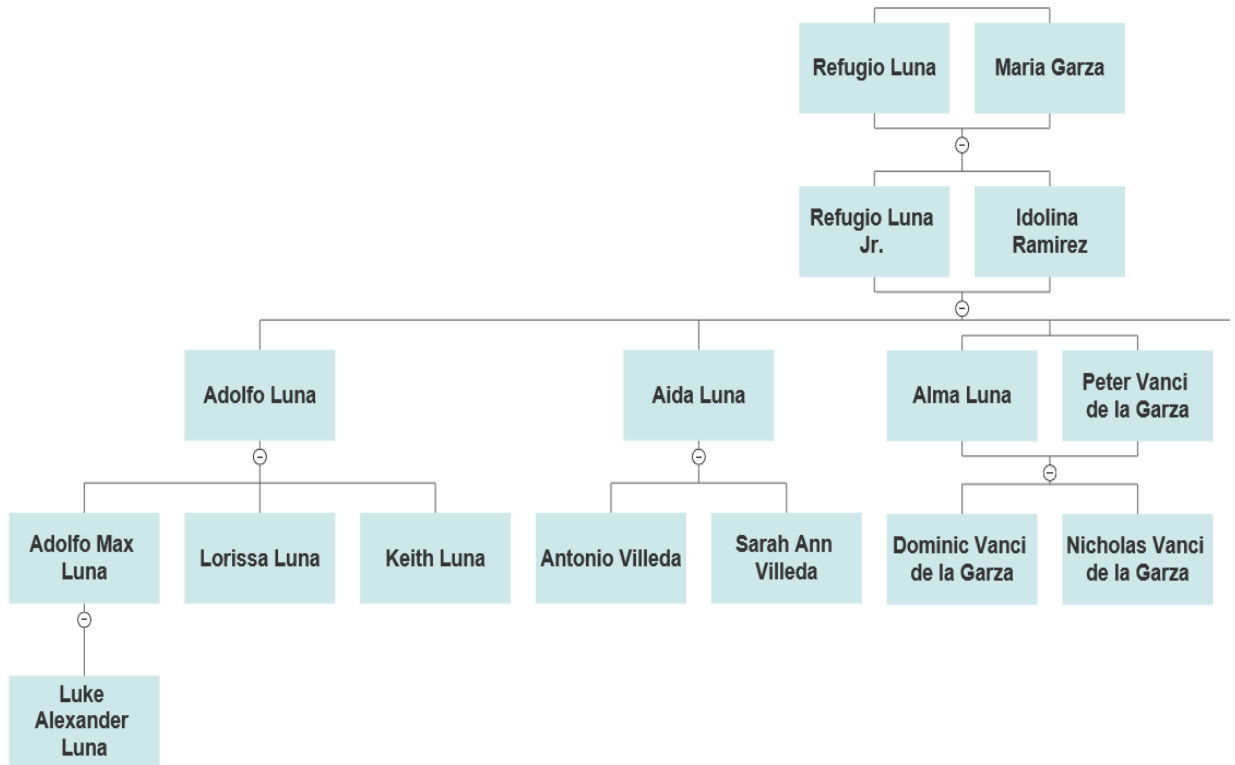 Refugio Luna
Maria Garza
Refugio Luna
Jr.
Idolina
Ramirez
Adolfo Luna
Aida Luna
Alma Luna
Peter Vanci
de la Garza
Adolfo Max
Luna
Lorissa Luna
Keith Luna
Antonio Villeda
Sarah Ann
Villeda
Dominic Vanci
de la Garza
Nicholas Vanci
de la Garza
Luke
Alexander
Luna